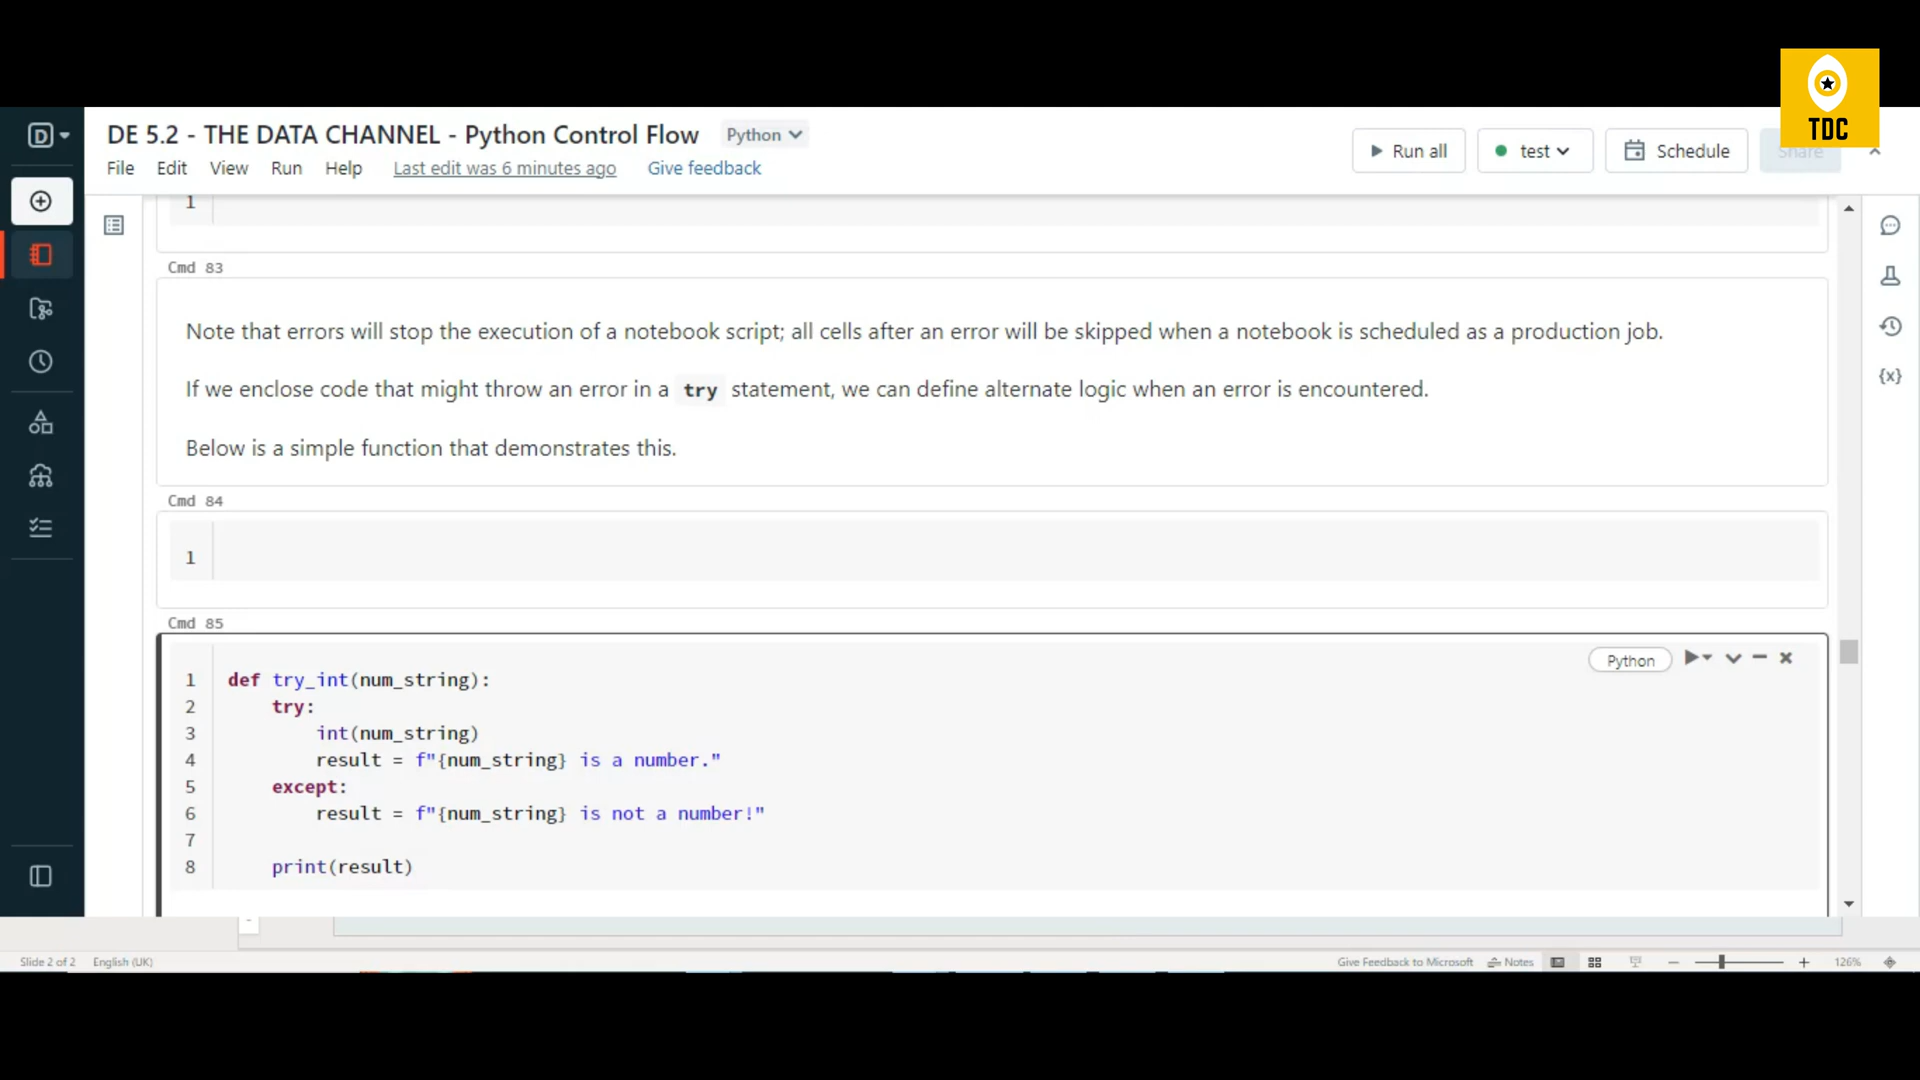 TDC
DE 5.2 - THE DATA CHANNEL - Python Control Flow Python
File Edit View Run Help Last edit was 6 minutes ago Give feedback
Run all test Schedule Share
1
Cmd 83
Note that errors will stop the execution of a notebook script; all cells after an error will be skipped when a notebook is scheduled as a production job.
If we enclose code that might throw an error in a try statement, we can define alternate logic when an error is encountered.
Below is a simple function that demonstrates this.
Cmd 84
1
Cmd 85
Python
1 def try_int(num_string):
2 try:
3 int(num_string)
4 result = f"{num_string} is a number."
5 except:
6 result = f"{num_string} is not a number!"
7
8 print(result)
Slide 2 of 2 English (UK) Give Feedback to Microsoft Notes 126%